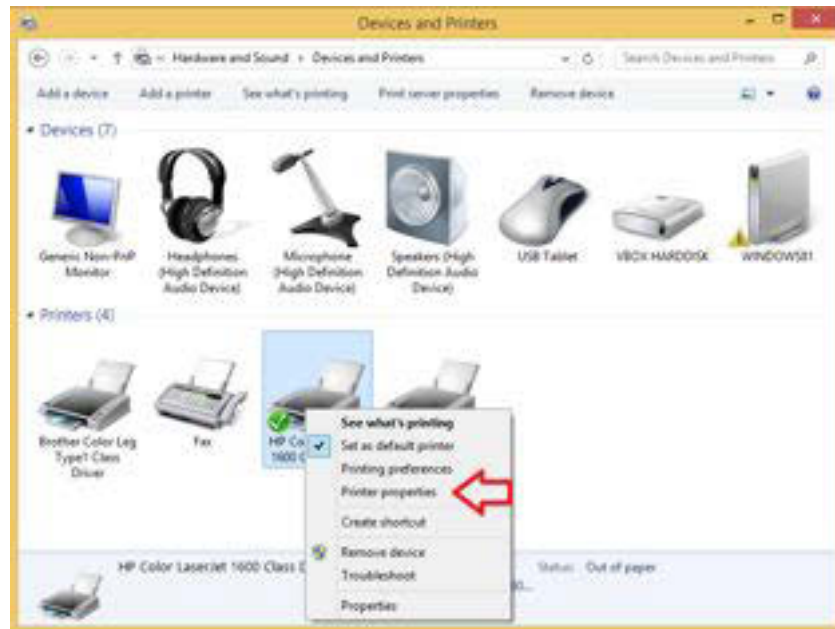 Devices and Printers
Hardware and Sound
Devices and Printers
Search Devices and Printers
Add a device
Add a printer
See what's printing
Print server properties
Remove device
Devices (7)
Generic Non-PnP
Monitor
Headphones
(High Definition
Audio Device)
Microphone
(High Definition
Audio Device)
Speakers (High
Definition Audio
Device)
USB Tablet
VBOX HARDDISK
WINDOWS81
Printers (4)
Brother Color Leg
Type1 Class
Driver
Fax
HP Co
1600 C
See what's printing
Set as default printer
Printing preferences
Printer properties
Create shortcut
Remove device
Troubleshoot
Properties
HP Color LaserJet 1600 Class D
Status: Out of paper